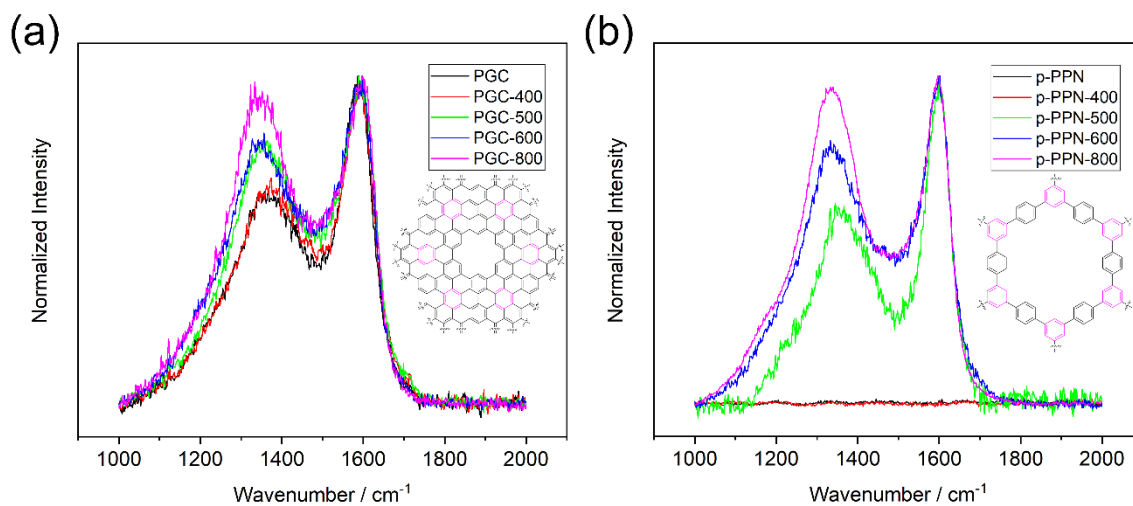 (a)
PGC
PGC-400
PGC-500
PGC-600
PGC-800
Normalized Intensity
1000 1200 1400 1600 1800 2000
Wavenumber / cm⁻¹
(b)
p-PPN
p-PPN-400
p-PPN-500
p-PPN-600
p-PPN-800
Normalized Intensity
1000 1200 1400 1600 1800 2000
Wavenumber / cm⁻¹